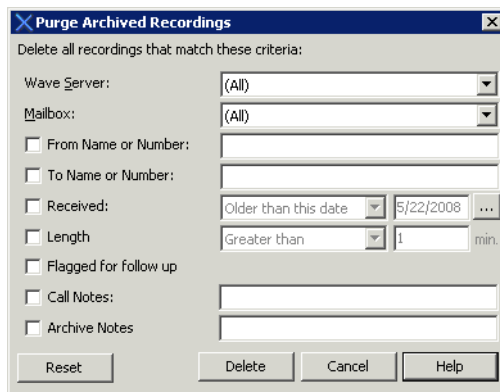 Purge Archived Recordings
Delete all recordings that match these criteria:
Wave Server: (All)
Mailbox: (All)
From Name or Number:
To Name or Number:
Received: Older than this date 5/22/2008 ...
Length Greater than 1 min.
Flagged for follow up
Call Notes:
Archive Notes
Reset Delete Cancel Help